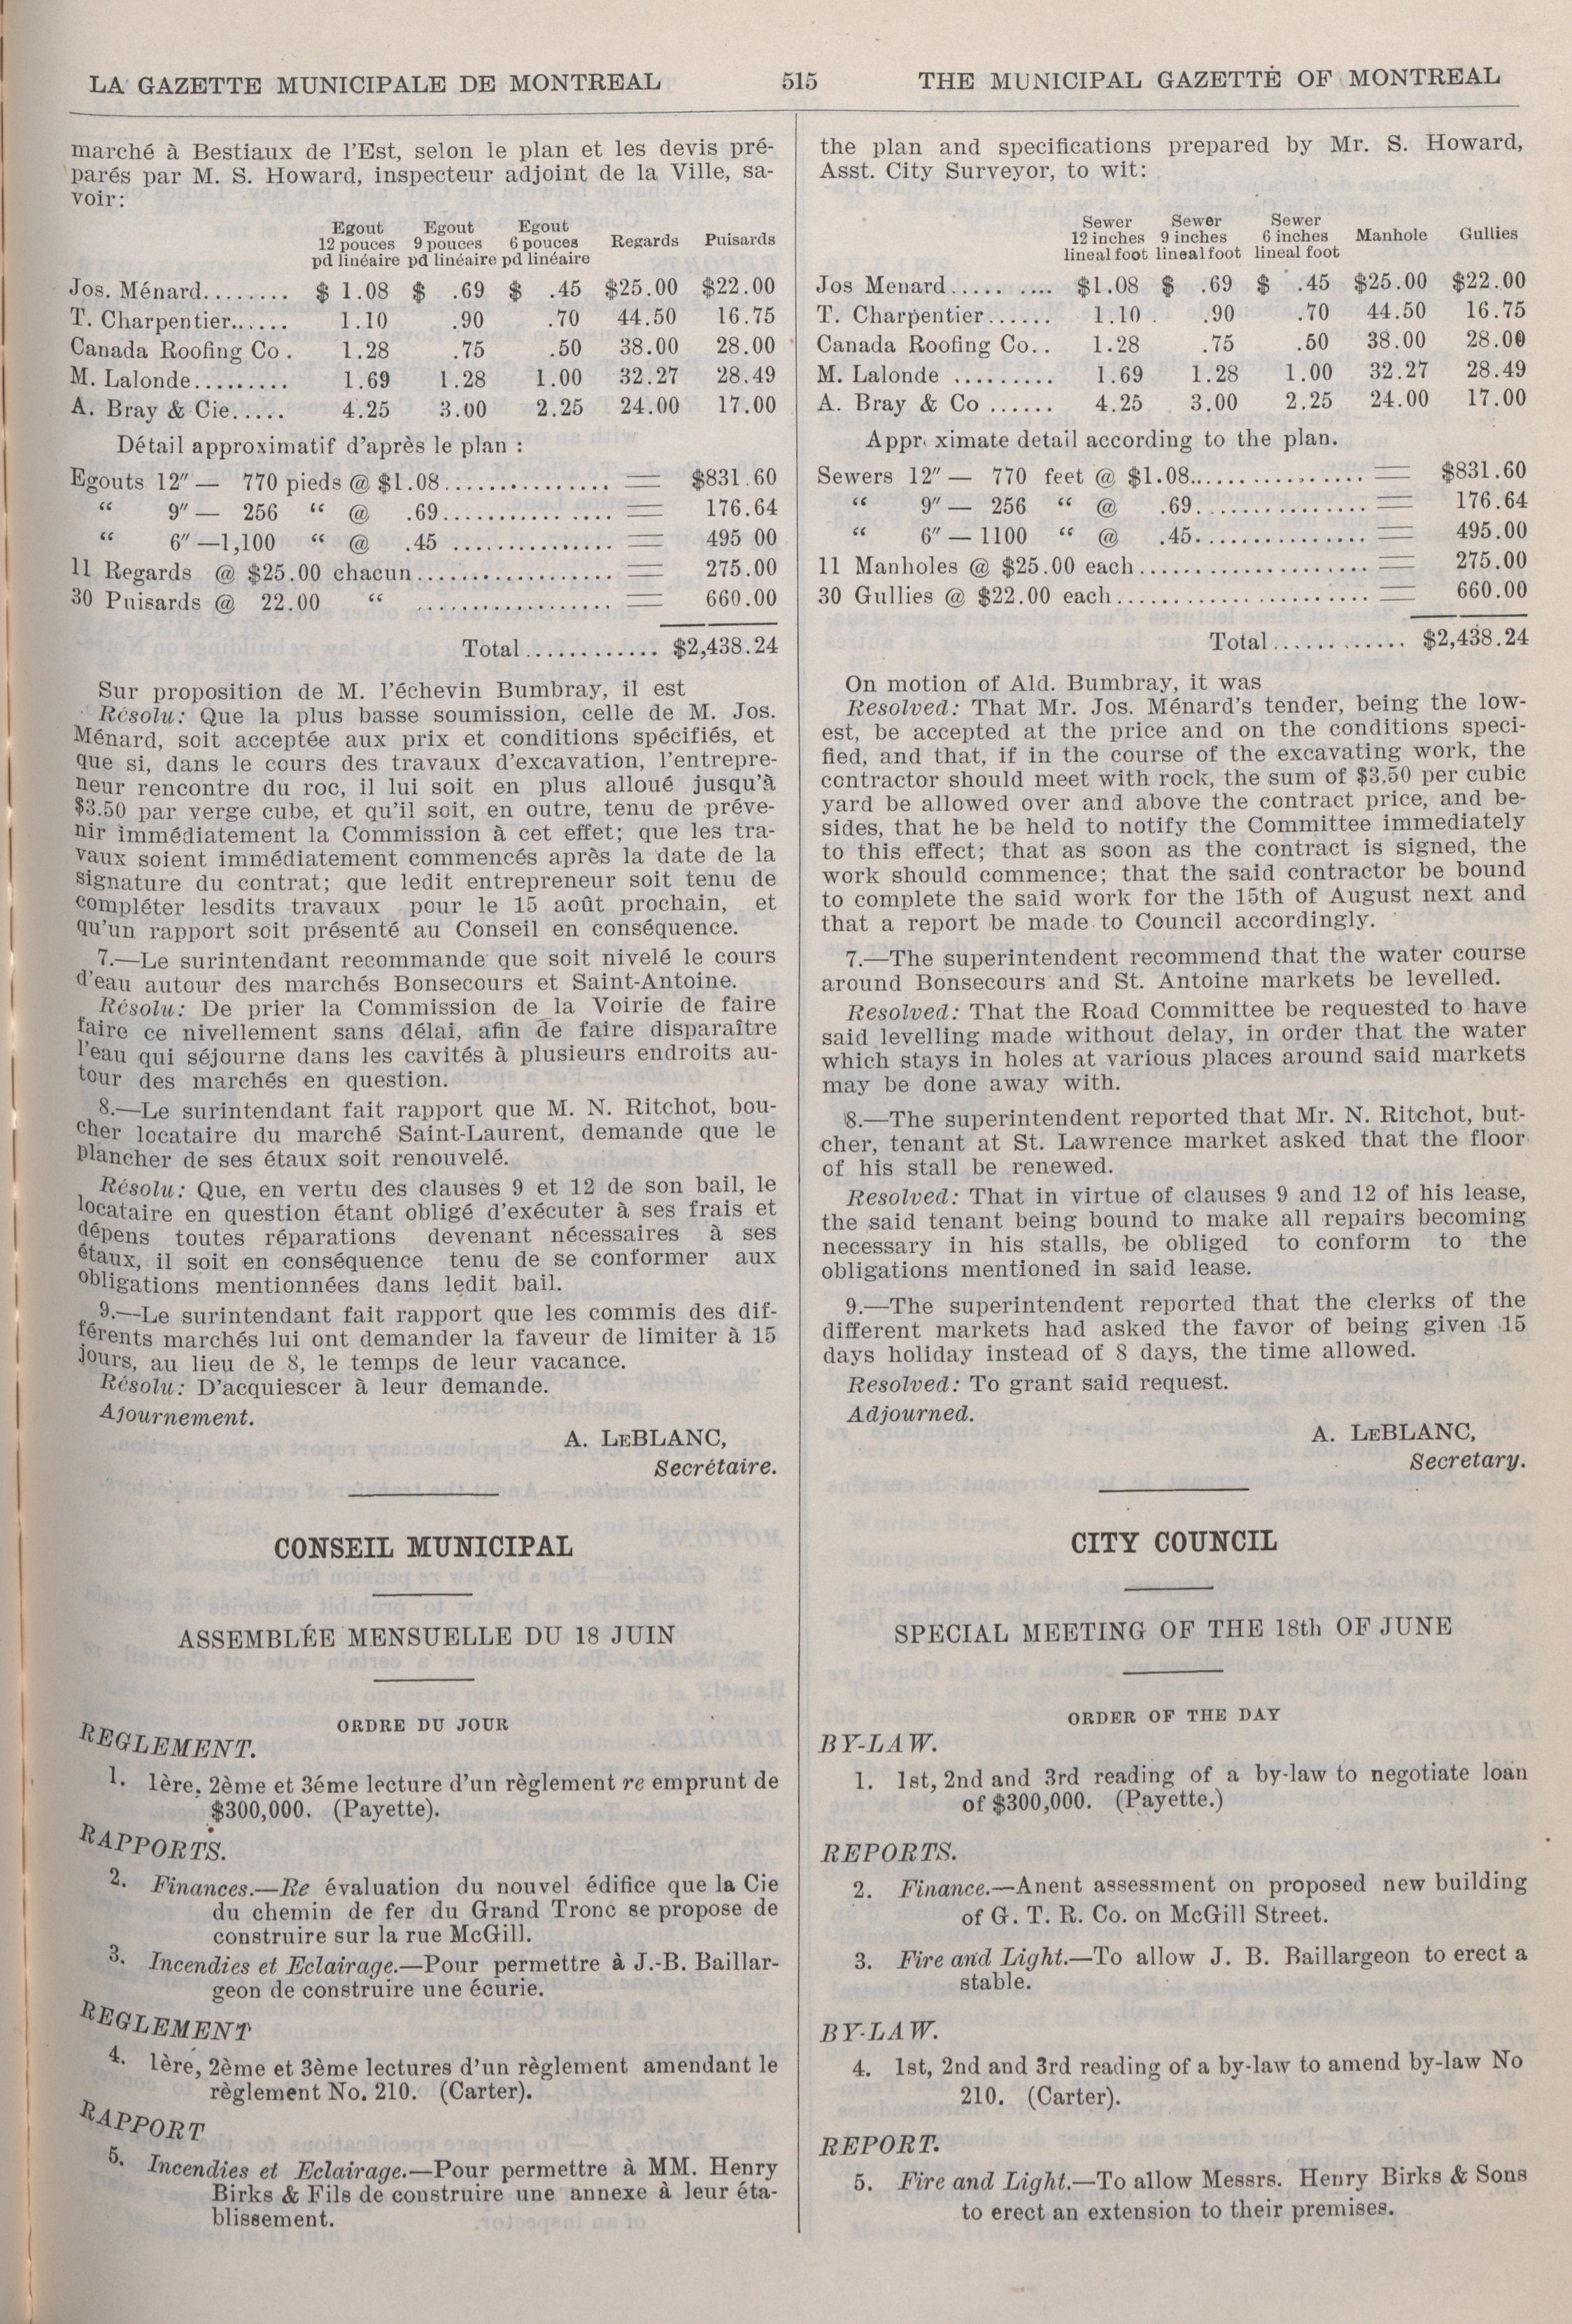 LA GAZETTE MUNICIPALE DE MONTREAL 515 THE MUNICIPAL GAZETTE OF MONTREAL
marché à Bestiaux de l'Est, selon le plan et les devis pré-
parés par M. S. Howard, inspecteur adjoint de la Ville, sa-
voir:
Egout Egout Egout
12 pouces 9 pouces 6 pouces Regards Puisards
pd linéaire pd linéaire pd linéaire
Jos. Ménard........ $ 1.08 $ .69 $ .45 $25.00 $22.00
T. Charpentier...... 1.10 .90 .70 44.50 16.75
Canada Roofing Co . 1.28 .75 .50 38.00 28.00
M. Lalonde......... 1.69 1.28 1.00 32.27 28.49
A. Bray & Cie..... 4.25 3.00 2.25 24.00 17.00
Détail approximatif d'après le plan :
Egouts 12″ — 770 pieds @ $1.08............... = $831.60
“ 9″ — 256 “ @ .69............... = 176.64
“ 6″ —1,100 “ @ .45 ............... = 495 00
11 Regards @ $25.00 chacun.................. = 275.00
30 Puisards @ 22.00 “ .................. = 660.00
Total............ $2,438.24
Sur proposition de M. l'échevin Bumbray, il est
Résolu: Que la plus basse soumission, celle de M. Jos.
Ménard, soit acceptée aux prix et conditions spécifiés, et
que si, dans le cours des travaux d'excavation, l'entrepre-
neur rencontre du roc, il lui soit en plus alloué jusqu'à
$3.50 par verge cube, et qu'il soit, en outre, tenu de préve-
nir immédiatement la Commission à cet effet; que les tra-
vaux soient immédiatement commencés après la date de la
signature du contrat; que ledit entrepreneur soit tenu de
compléter lesdits travaux pour le 15 août prochain, et
qu'un rapport soit présenté au Conseil en conséquence.
7.—Le surintendant recommande que soit nivelé le cours
d'eau autour des marchés Bonsecours et Saint-Antoine.
Résolu: De prier la Commission de la Voirie de faire
faire ce nivellement sans délai, afin de faire disparaître
l'eau qui séjourne dans les cavités à plusieurs endroits au-
tour des marchés en question.
8.—Le surintendant fait rapport que M. N. Ritchot, bou-
cher locataire du marché Saint-Laurent, demande que le
plancher de ses étaux soit renouvelé.
Résolu: Que, en vertu des clauses 9 et 12 de son bail, le
locataire en question étant obligé d'exécuter à ses frais et
dépens toutes réparations devenant nécessaires à ses
étaux, il soit en conséquence tenu de se conformer aux
obligations mentionnées dans ledit bail.
9.—Le surintendant fait rapport que les commis des dif-
férents marchés lui ont demander la faveur de limiter à 15
jours, au lieu de 8, le temps de leur vacance.
Résolu: D'acquiescer à leur demande.
Ajournement.
A. LEBLANC,
Secrétaire.
CONSEIL MUNICIPAL
ASSEMBLÉE MENSUELLE DU 18 JUIN
ORDRE DU JOUR
REGLEMENT.
1. 1ère, 2ème et 3éme lecture d'un règlement re emprunt de
$300,000. (Payette).
RAPPORTS.
2. Finances.—Re évaluation du nouvel édifice que la Cie
du chemin de fer du Grand Tronc se propose de
construire sur la rue McGill.
3. Incendies et Eclairage.—Pour permettre à J.-B. Baillar-
geon de construire une écurie.
REGLEMENT
4. 1ère, 2ème et 3ème lectures d'un règlement amendant le
règlement No. 210. (Carter).
RAPPORT
5. Incendies et Eclairage.—Pour permettre à MM. Henry
Birks & Fils de construire une annexe à leur éta-
blissement.
the plan and specifications prepared by Mr. S. Howard,
Asst. City Surveyor, to wit:
Sewer Sewer Sewer
12 inches 9 inches 6 inches Manhole Gullies
lineal foot lineal foot lineal foot
Jos Menard..... .... $1.08 $ .69 $ .45 $25.00 $22.00
T. Charpentier...... 1.10 .90 .70 44.50 16.75
Canada Roofing Co.. 1.28 .75 .50 38.00 28.00
M. Lalonde ......... 1.69 1.28 1.00 32.27 28.49
A. Bray & Co ...... 4.25 3.00 2.25 24.00 17.00
Appr. ximate detail according to the plan.
Sewers 12″ — 770 feet @ $1.08............... = $831.60
“ 9″ — 256 “ @ .69............... = 176.64
“ 6″ — 1100 “ @ .45............... = 495.00
11 Manholes @ $25.00 each.................... = 275.00
30 Gullies @ $22.00 each...................... = 660.00
Total............ $2,438.24
On motion of Ald. Bumbray, it was
Resolved: That Mr. Jos. Ménard's tender, being the low-
est, be accepted at the price and on the conditions speci-
fied, and that, if in the course of the excavating work, the
contractor should meet with rock, the sum of $3.50 per cubic
yard be allowed over and above the contract price, and be-
sides, that he be held to notify the Committee immediately
to this effect; that as soon as the contract is signed, the
work should commence; that the said contractor be bound
to complete the said work for the 15th of August next and
that a report be made to Council accordingly.
7.—The superintendent recommend that the water course
around Bonsecours and St. Antoine markets be levelled.
Resolved: That the Road Committee be requested to have
said levelling made without delay, in order that the water
which stays in holes at various places around said markets
may be done away with.
8.—The superintendent reported that Mr. N. Ritchot, but-
cher, tenant at St. Lawrence market asked that the floor
of his stall be renewed.
Resolved: That in virtue of clauses 9 and 12 of his lease,
the said tenant being bound to make all repairs becoming
necessary in his stalls, be obliged to conform to the
obligations mentioned in said lease.
9.—The superintendent reported that the clerks of the
different markets had asked the favor of being given 15
days holiday instead of 8 days, the time allowed.
Resolved: To grant said request.
Adjourned.
A. LEBLANC,
Secretary.
CITY COUNCIL
SPECIAL MEETING OF THE 18th OF JUNE
ORDER OF THE DAY
BY-LAW.
1. 1st, 2nd and 3rd reading of a by-law to negotiate loan
of $300,000. (Payette.)
REPORTS.
2. Finance.—Anent assessment on proposed new building
of G. T. R. Co. on McGill Street.
3. Fire and Light.—To allow J. B. Baillargeon to erect a
stable.
BY-LAW.
4. 1st, 2nd and 3rd reading of a by-law to amend by-law No
210. (Carter).
REPORT.
5. Fire and Light.—To allow Messrs. Henry Birks & Sons
to erect an extension to their premises.